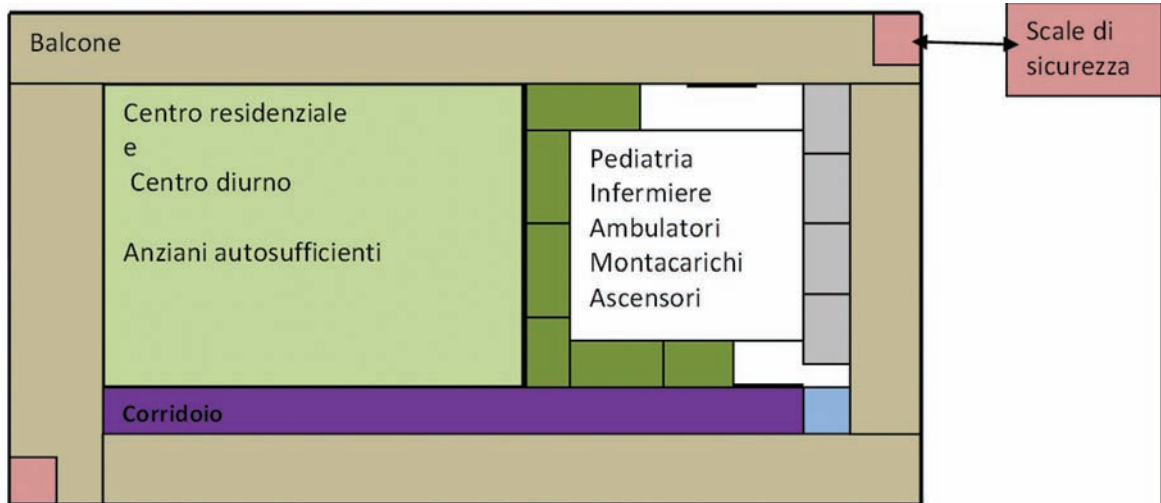 Balcone
Scale di
sicurezza
Centro residenziale
e
Centro diurno
Anziani autosufficienti
Pediatria
Infermiere
Ambulatori
Montacarichi
Ascensori
Corridoio